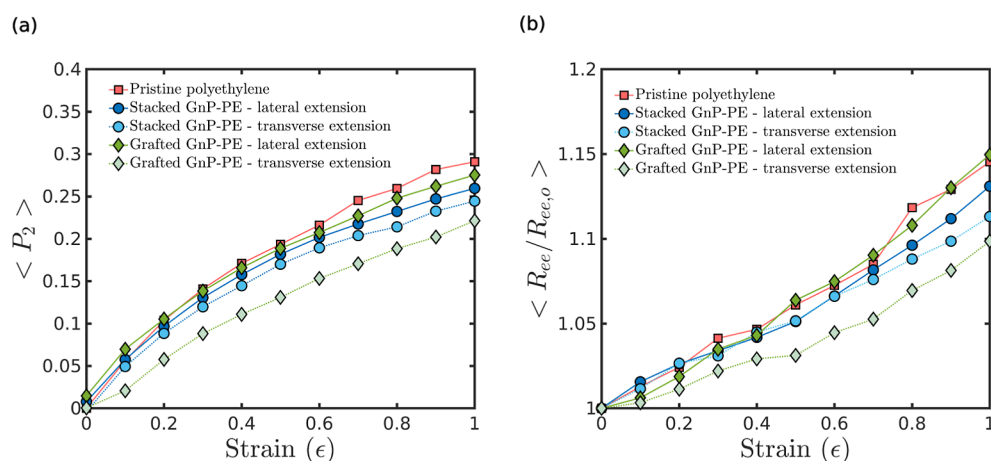 (a)
(b)
0.4
0.35
0.3
0.25
0.2
0.15
0.1
0.05
0
< P₂ >
Pristine polyethylene
Stacked GnP-PE - lateral extension
Stacked GnP-PE - transverse extension
Grafted GnP-PE - lateral extension
Grafted GnP-PE - transverse extension
0 0.2 0.4 0.6 0.8 1
Strain (ϵ)
1.2
1.15
1.1
1.05
1
< R_ee/R_ee,o >
Pristine polyethylene
Stacked GnP-PE - lateral extension
Stacked GnP-PE - transverse extension
Grafted GnP-PE - lateral extension
Grafted GnP-PE - transverse extension
0 0.2 0.4 0.6 0.8 1
Strain (ϵ)